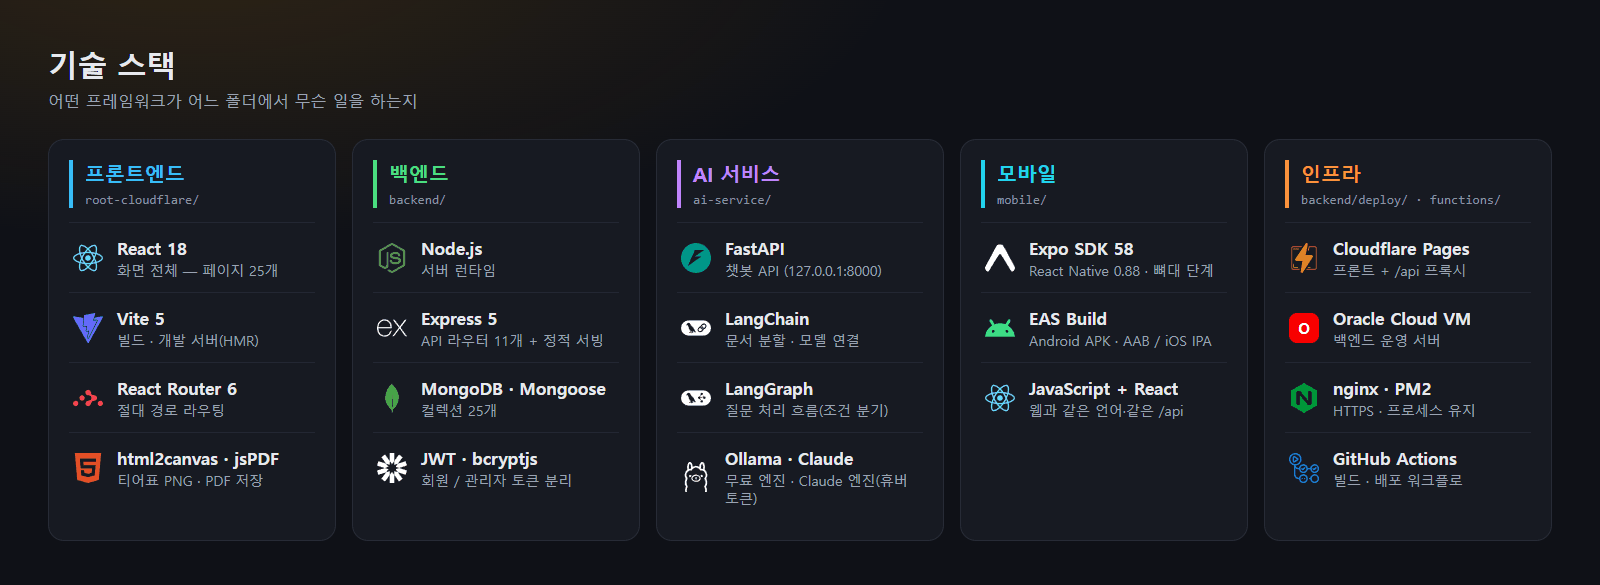 기술 스택
어떤 프레임워크가 어느 폴더에서 무슨 일을 하는지
프론트엔드
root-cloudflare/
React 18
화면 전체 — 페이지 25개
Vite 5
빌드 · 개발 서버(HMR)
React Router 6
절대 경로 라우팅
html2canvas · jsPDF
티어표 PNG · PDF 저장
백엔드
backend/
Node.js
서버 런타임
ex
Express 5
API 라우터 11개 + 정적 서빙
MongoDB · Mongoose
컬렉션 25개
JWT · bcryptjs
회원 / 관리자 토큰 분리
AI 서비스
ai-service/
FastAPI
챗봇 API (127.0.0.1:8000)
LangChain
문서 분할 · 모델 연결
LangGraph
질문 처리 흐름(조건 분기)
Ollama · Claude
무료 엔진 · Claude 엔진(휴버
토큰)
모바일
mobile/
Expo SDK 58
React Native 0.88 · 뼈대 단계
EAS Build
Android APK · AAB / iOS IPA
JavaScript + React
웹과 같은 언어·같은 /api
인프라
backend/deploy/ · functions/
Cloudflare Pages
프론트 + /api 프록시
Oracle Cloud VM
백엔드 운영 서버
nginx · PM2
HTTPS · 프로세스 유지
GitHub Actions
빌드 · 배포 워크플로